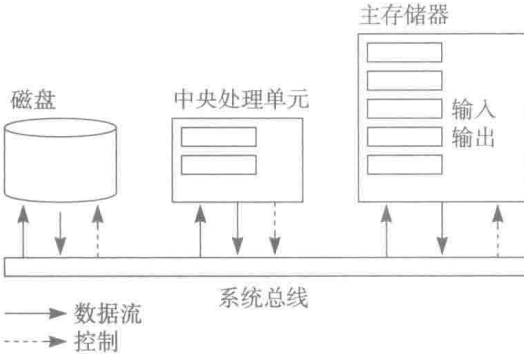 主存储器
磁盘
中央处理单元
输入
输出
系统总线
数据流
控制